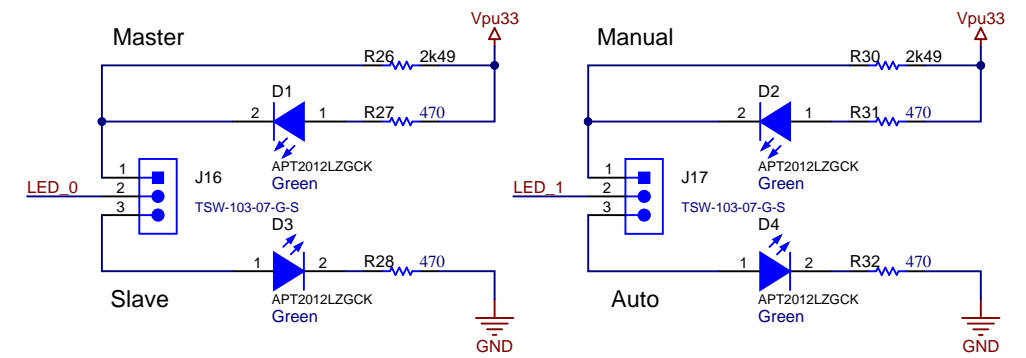 Vpu33
Master
R26 2k49
D1
2 1 R27 470
APT2012LZGCK
Green
1
LED_0 2 J16
3 TSW-103-07-G-S
D3
1 2 R28 470
APT2012LZGCK
Slave
Green
GND
Vpu33
Manual
R30 2k49
D2
2 1 R31 470
APT2012LZGCK
Green
1
LED_1 2 J17
3 TSW-103-07-G-S
D4
1 2 R32 470
APT2012LZGCK
Auto
Green
GND